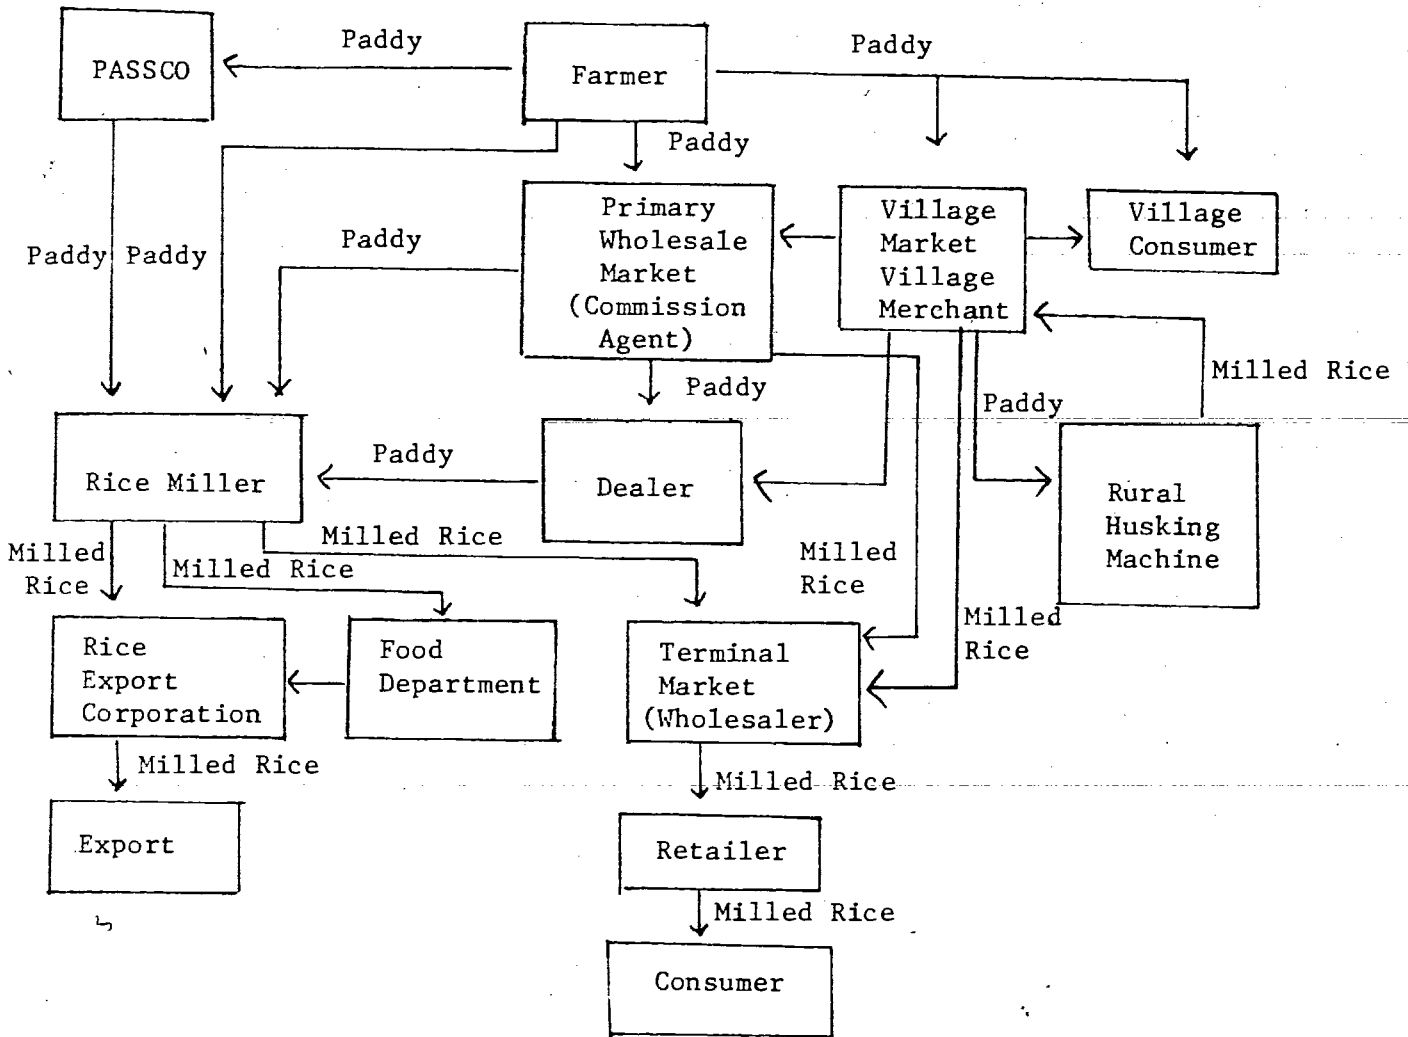 Paddy
Paddy
PASSCO
Farmer
Paddy
Primary
Wholesale
Market
(Commission
Agent)
Village
Market
Village
Merchant
Village
Consumer
Paddy
Paddy
Paddy
Milled Rice
Paddy
Paddy
Paddy
Rice Miller
Dealer
Rural
Husking
Machine
Milled
Rice
Milled Rice
Milled Rice
Milled
Rice
Milled
Rice
Rice
Export
Corporation
Food
Department
Terminal
Market
(Wholesaler)
Milled Rice
Milled Rice
Export
Retailer
Milled Rice
Consumer